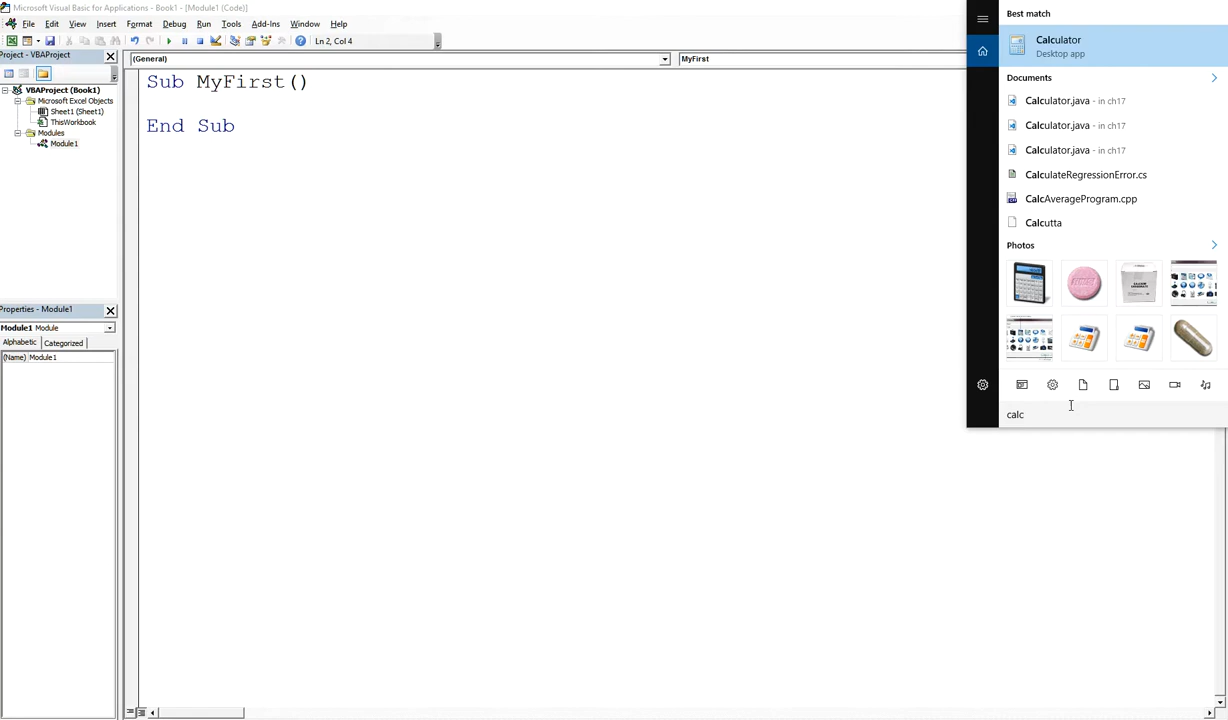 Microsoft Visual Basic for Applications - Book1 - [Module1 (Code)]
File Edit View Insert Format Debug Run Tools Add-Ins Window Help
Ln 2, Col 4
Project - VBAProject
VBAProject (Book1)
Microsoft Excel Objects
Sheet1 (Sheet1)
ThisWorkbook
Modules
Module1
Properties - Module1
Module1 Module
Alphabetic Categorized
(Name) Module1
(General)
MyFirst
Sub MyFirst()
End Sub
Best match
Calculator
Desktop app
Documents
Calculator.java - in ch17
Calculator.java - in ch17
Calculator.java - in ch17
CalculateRegressionError.cs
CalcAverageProgram.cpp
Calcutta
Photos
calc